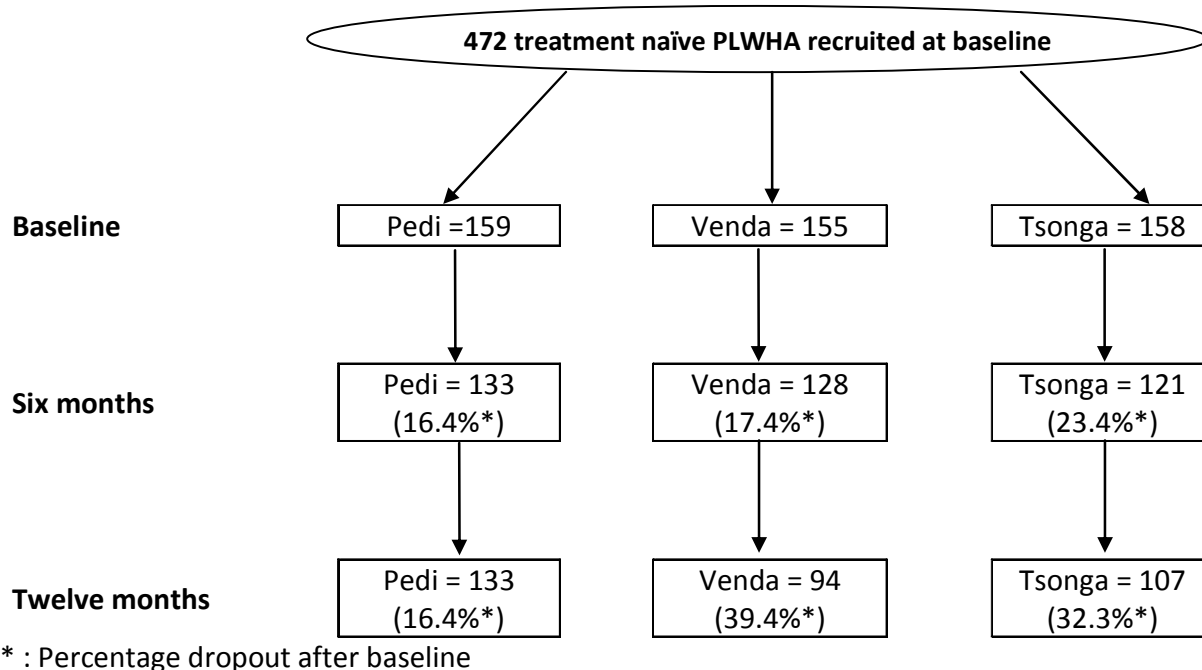 472 treatment naïve PLWHA recruited at baseline
Baseline
Pedi =159
Venda = 155
Tsonga = 158
Six months
Pedi = 133
(16.4%*)
Venda = 128
(17.4%*)
Tsonga = 121
(23.4%*)
Twelve months
Pedi = 133
(16.4%*)
Venda = 94
(39.4%*)
Tsonga = 107
(32.3%*)
* : Percentage dropout after baseline